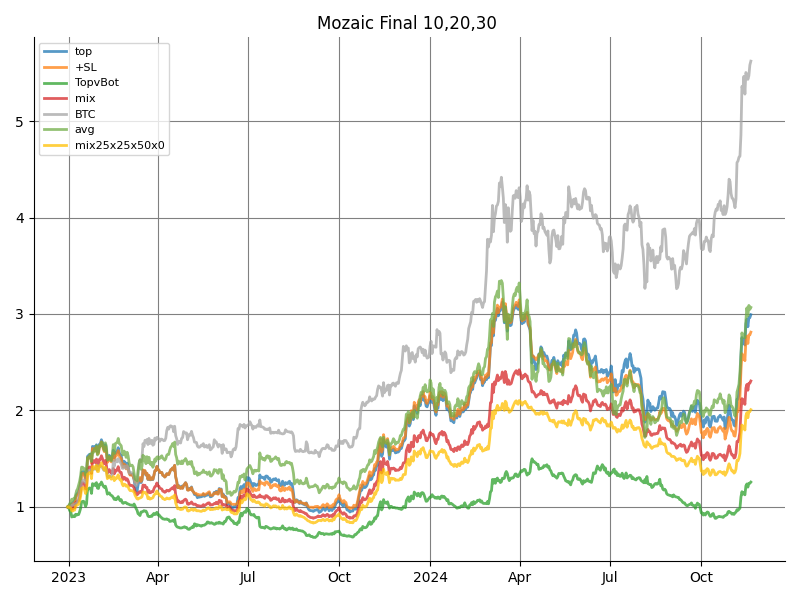 Mozaic Final 10,20,30
top
+SL
TopvBot
mix
BTC
avg
mix25x25x50x0
5
4
3
2
1
2023
Apr
Jul
Oct
2024
Apr
Jul
Oct